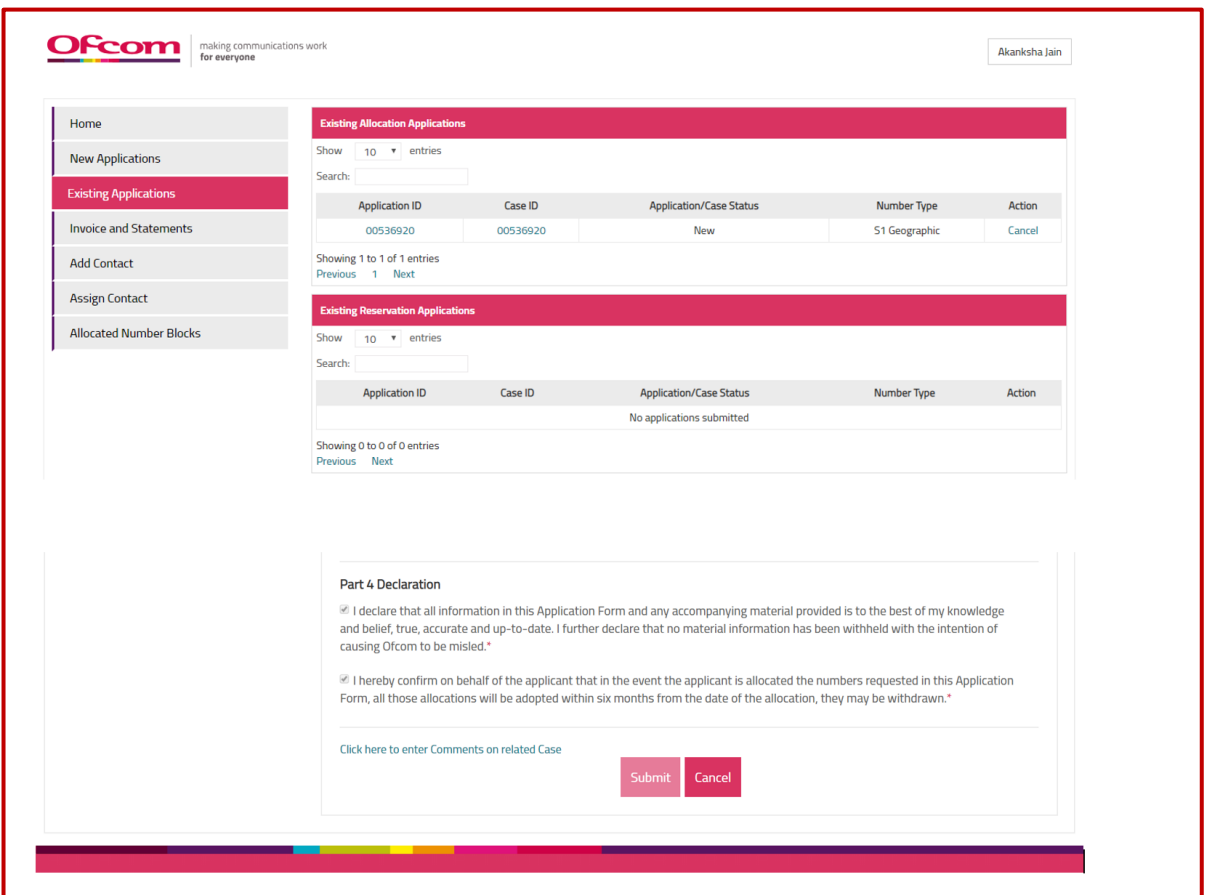 Ofcom
making communications work
for everyone
Akanksha Jain
Home
New Applications
Existing Applications
Invoice and Statements
Add Contact
Assign Contact
Allocated Number Blocks
Existing Allocation Applications
Show 10 entries
Search:
Application ID Case ID Application/Case Status Number Type Action
00536920 00536920 New S1 Geographic Cancel
Showing 1 to 1 of 1 entries
Previous 1 Next
Existing Reservation Applications
Show 10 entries
Search:
Application ID Case ID Application/Case Status Number Type Action
No applications submitted
Showing 0 to 0 of 0 entries
Previous Next
Part 4 Declaration
I declare that all information in this Application Form and any accompanying material provided is to the best of my knowledge
and belief, true, accurate and up-to-date. I further declare that no material information has been withheld with the intention of
causing Ofcom to be misled.*
I hereby confirm on behalf of the applicant that in the event the applicant is allocated the numbers requested in this Application
Form, all those allocations will be adopted within six months from the date of the allocation, they may be withdrawn.*
Click here to enter Comments on related Case
Submit Cancel